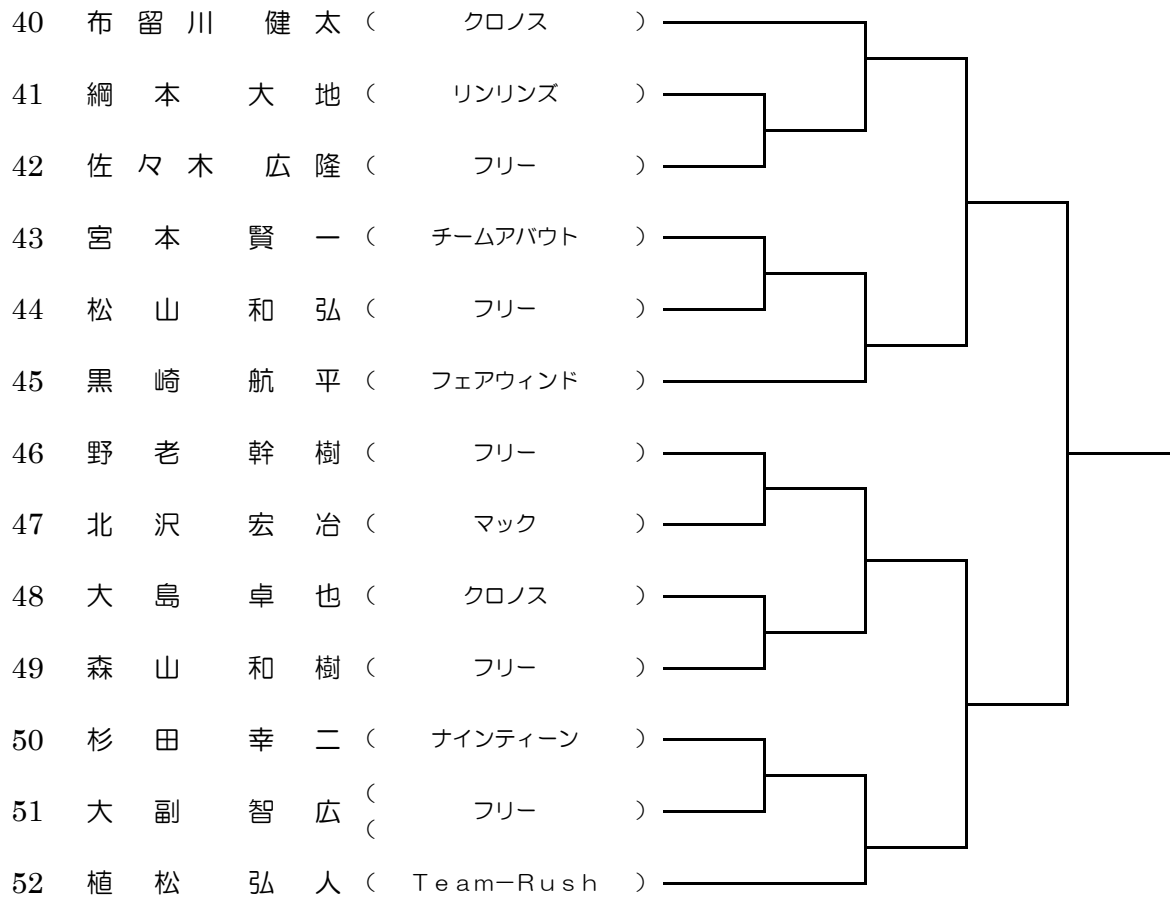 40 布留川 健太 ( クロノス )
41 綱本 大地 ( リンリンズ )
42 佐々木 広隆 ( フリー )
43 宮本 賢一 ( チームアバウト )
44 松山 和弘 ( フリー )
45 黒崎 航平 ( フェアウィンド )
46 野老 幹樹 ( フリー )
47 北沢 宏冶 ( マック )
48 大島 卓也 ( クロノス )
49 森山 和樹 ( フリー )
50 杉田 幸二 ( ナインティーン )
51 大副 智広 ( ( フリー )
52 植松 弘人 ( Team−Rush )